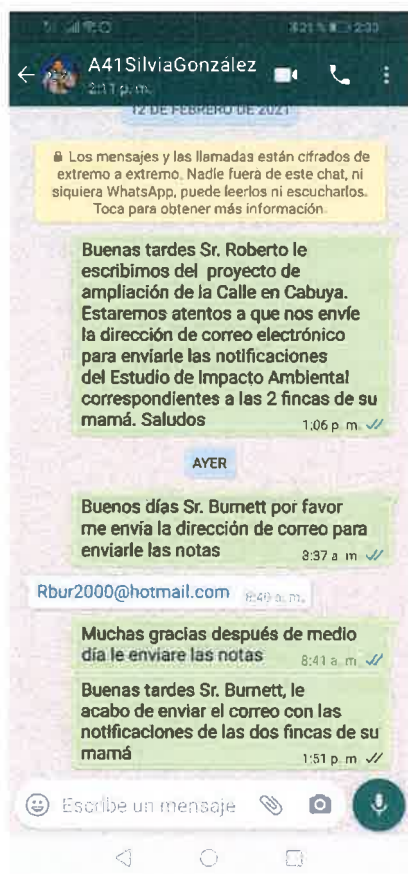 2:30
A41SilviaGonzález
2:11 p. m.
12 DE FEBRERO DE 2021
Los mensajes y las llamadas están cifrados de
extremo a extremo. Nadie fuera de este chat, ni
siquiera WhatsApp, puede leerlos ni escucharlos.
Toca para obtener más información.
Buenas tardes Sr. Roberto le
escribimos del proyecto de
ampliación de la Calle en Cabuya.
Estaremos atentos a que nos envíe
la dirección de correo electrónico
para enviarle las notificaciones
del Estudio de Impacto Ambiental
correspondientes a las 2 fincas de su
mamá. Saludos
1:06 p. m.
AYER
Buenos días Sr. Burnett por favor
me envía la dirección de correo para
enviarle las notas
8:37 a. m.
Rbur2000@hotmail.com
8:40 a. m.
Muchas gracias después de medio
día le enviare las notas
8:41 a. m.
Buenas tardes Sr. Burnett, le
acabo de enviar el correo con las
notificaciones de las dos fincas de su
mamá
1:51 p. m.
Escribe un mensaje